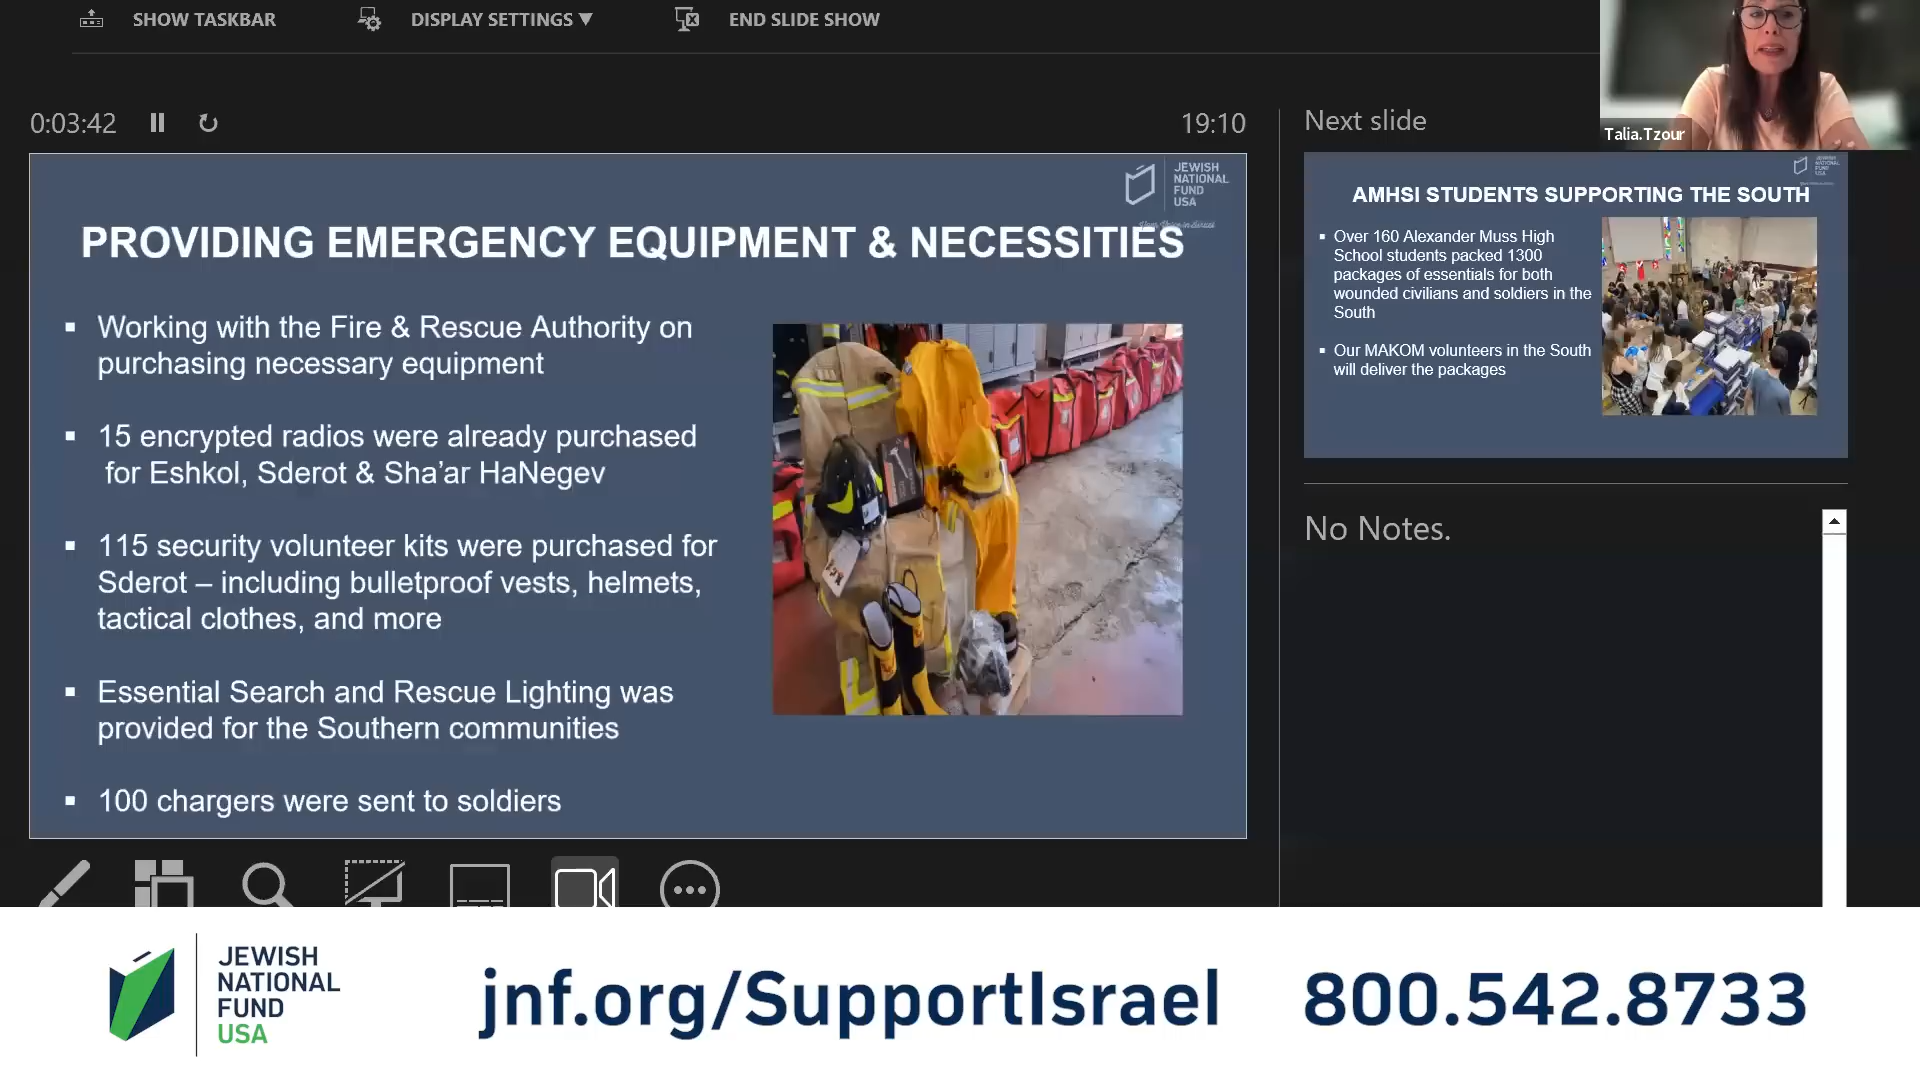 SHOW TASKBAR
DISPLAY SETTINGS ▼
END SLIDE SHOW
Talia.Tzour
0:03:42
19:10
JEWISH
NATIONAL
FUND
USA
PROVIDING EMERGENCY EQUIPMENT & NECESSITIES
▪ Working with the Fire & Rescue Authority on
purchasing necessary equipment
▪ 15 encrypted radios were already purchased
for Eshkol, Sderot & Sha’ar HaNegev
▪ 115 security volunteer kits were purchased for
Sderot – including bulletproof vests, helmets,
tactical clothes, and more
▪ Essential Search and Rescue Lighting was
provided for the Southern communities
▪ 100 chargers were sent to soldiers
Next slide
JEWISH
NATIONAL
FUND
USA
AMHSI STUDENTS SUPPORTING THE SOUTH
▪ Over 160 Alexander Muss High
School students packed 1300
packages of essentials for both
wounded civilians and soldiers in the
South
▪ Our MAKOM volunteers in the South
will deliver the packages
No Notes.
JEWISH
NATIONAL
FUND
USA
jnf.org/SupportIsrael
800.542.8733